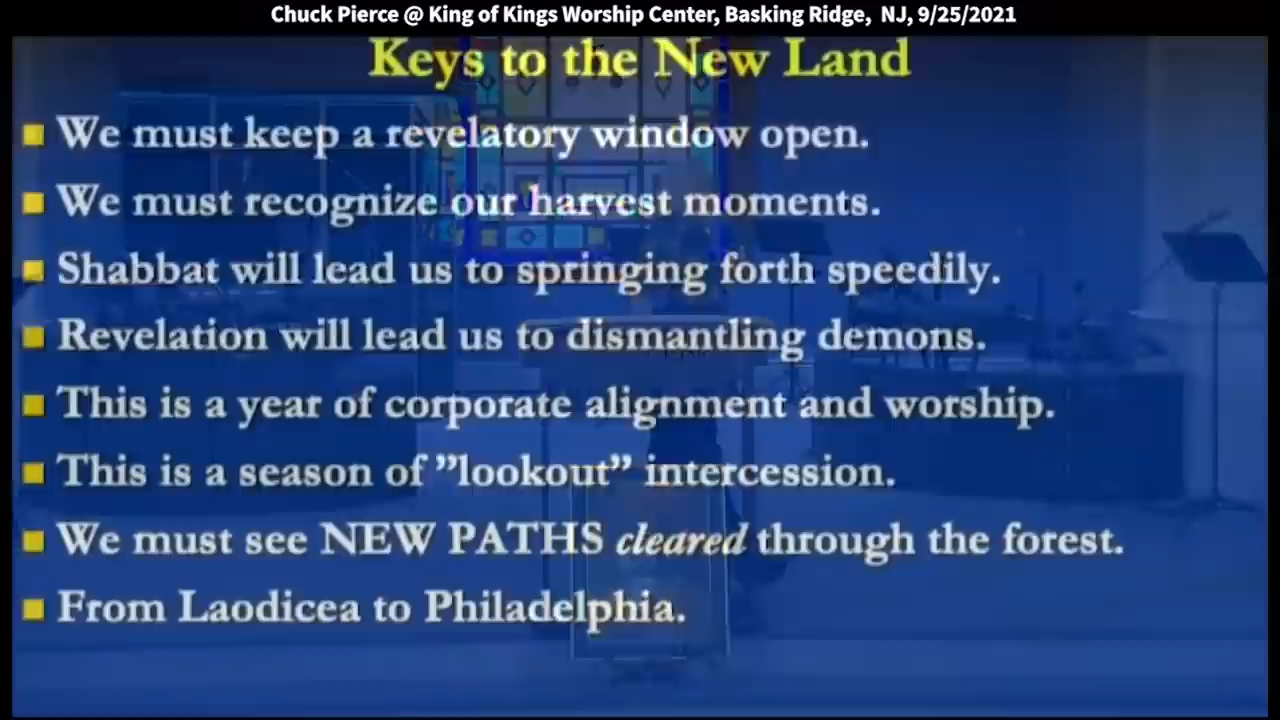 Chuck Pierce @ King of Kings Worship Center, Basking Ridge, NJ, 9/25/2021
Keys to the New Land
We must keep a revelatory window open.
We must recognize our harvest moments.
Shabbat will lead us to springing forth speedily.
Revelation will lead us to dismantling demons.
This is a year of corporate alignment and worship.
This is a season of ”lookout” intercession.
We must see NEW PATHS cleared through the forest.
From Laodicea to Philadelphia.